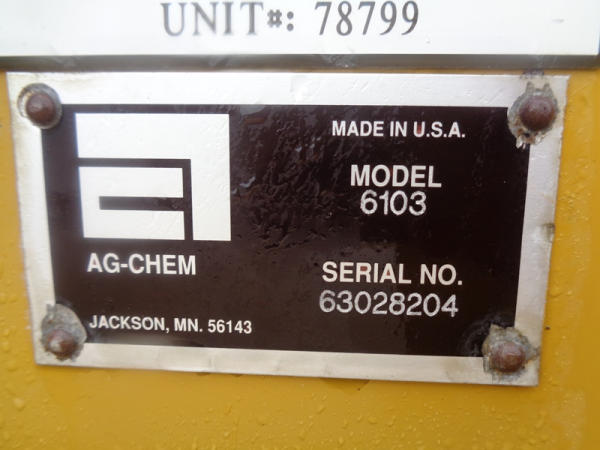 UNIT#: 78799
MADE IN U.S.A.
MODEL
6103
AG-CHEM
SERIAL NO.
63028204
JACKSON, MN. 56143